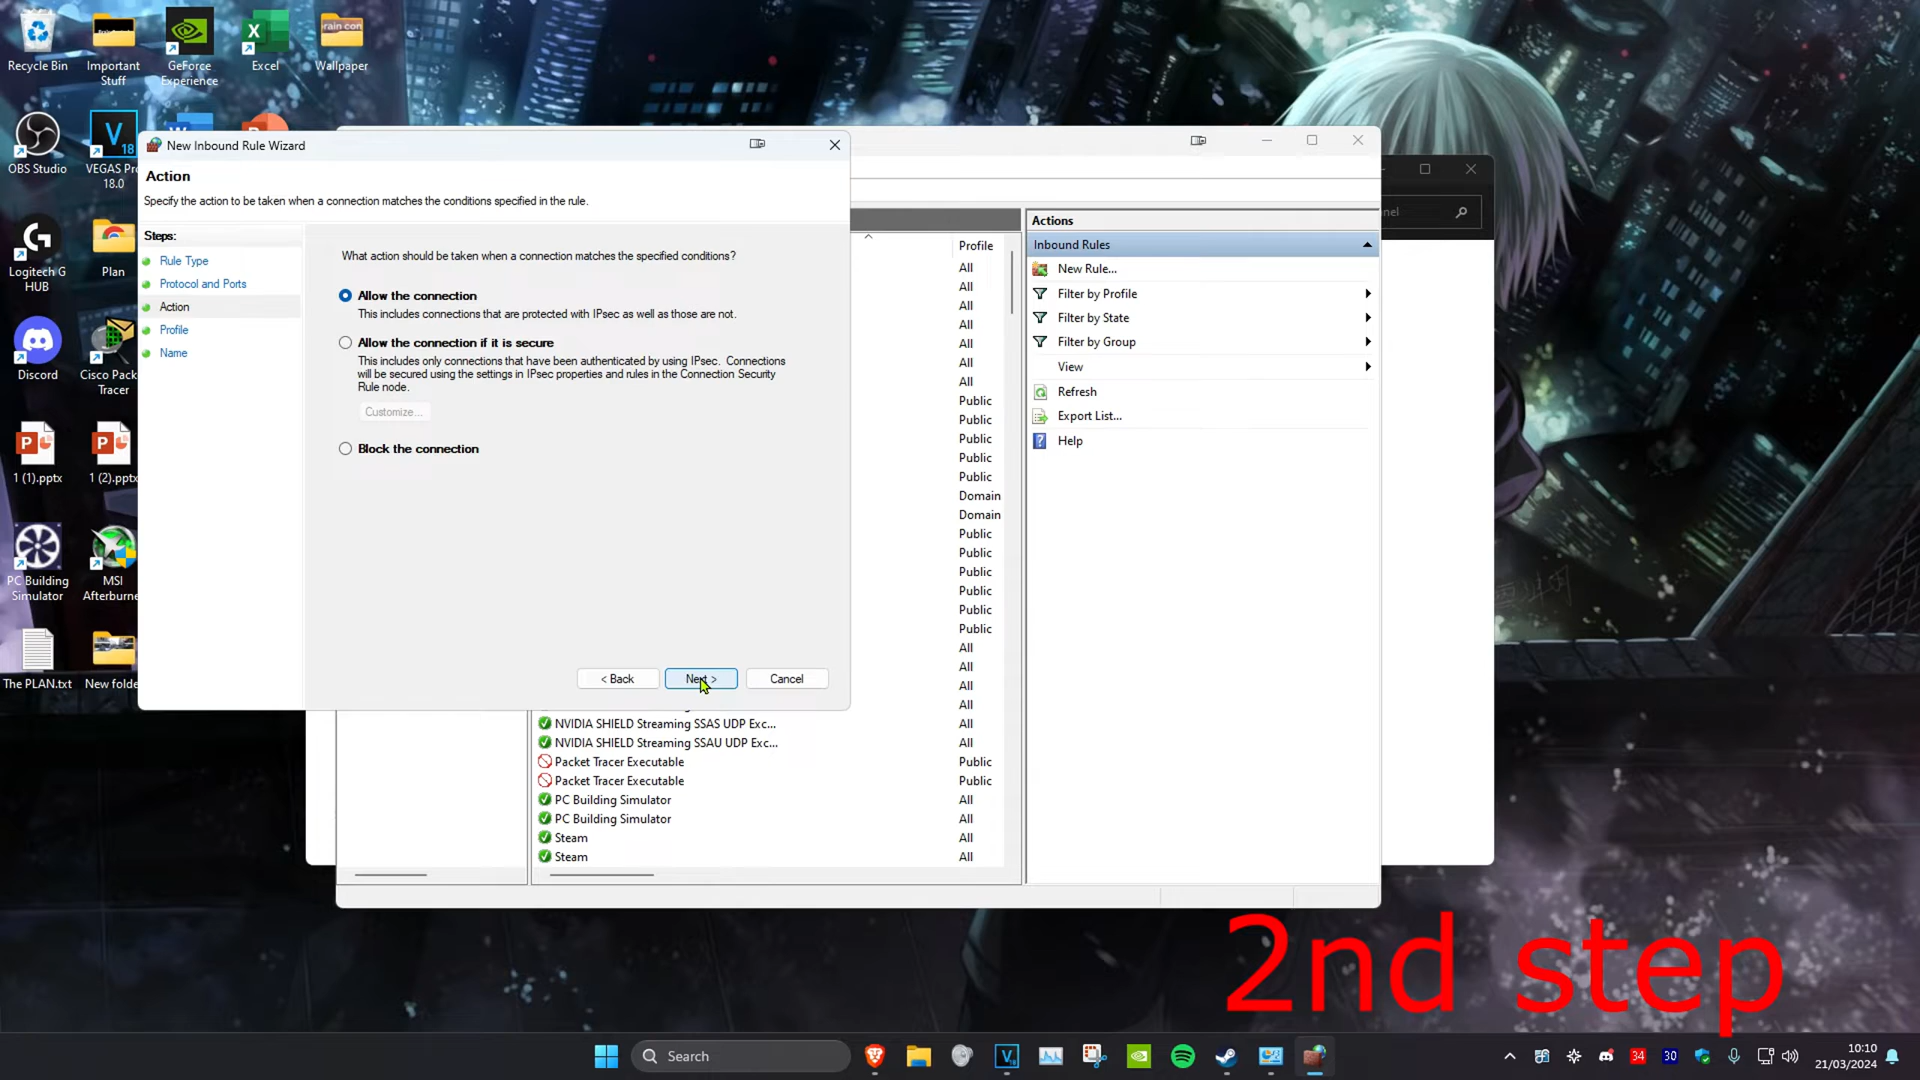 Recycle Bin
Important
Stuff
GeForce
Experience
Excel
Wallpaper
OBS Studio
VEGAS Pro
18.0
Logitech G
HUB
Plan
Discord
Cisco Pack
Tracer
1 (1).pptx
1 (2).pptx
PC Building
Simulator
MSI
Afterburne
The PLAN.txt
New folde
New Inbound Rule Wizard
Action
Specify the action to be taken when a connection matches the conditions specified in the rule.
Steps:
Rule Type
Protocol and Ports
Action
Profile
Name
What action should be taken when a connection matches the specified conditions?
Allow the connection
This includes connections that are protected with IPsec as well as those are not.
Allow the connection if it is secure
This includes only connections that have been authenticated by using IPsec. Connections
will be secured using the settings in IPsec properties and rules in the Connection Security
Rule node.
Customize...
Block the connection
< Back
Next >
Cancel
Profile
All
All
All
All
All
All
All
Public
Public
Public
Public
Public
Domain
Domain
Public
Public
Public
Public
Public
Public
All
All
All
All
NVIDIA SHIELD Streaming SSAS UDP Exc... All
NVIDIA SHIELD Streaming SSAU UDP Exc... All
Packet Tracer Executable Public
Packet Tracer Executable Public
PC Building Simulator All
PC Building Simulator All
Steam All
Steam All
Actions
Inbound Rules
New Rule...
Filter by Profile
Filter by State
Filter by Group
View
Refresh
Export List...
Help
nel
2nd step
Search
34
30
10:10
21/03/2024